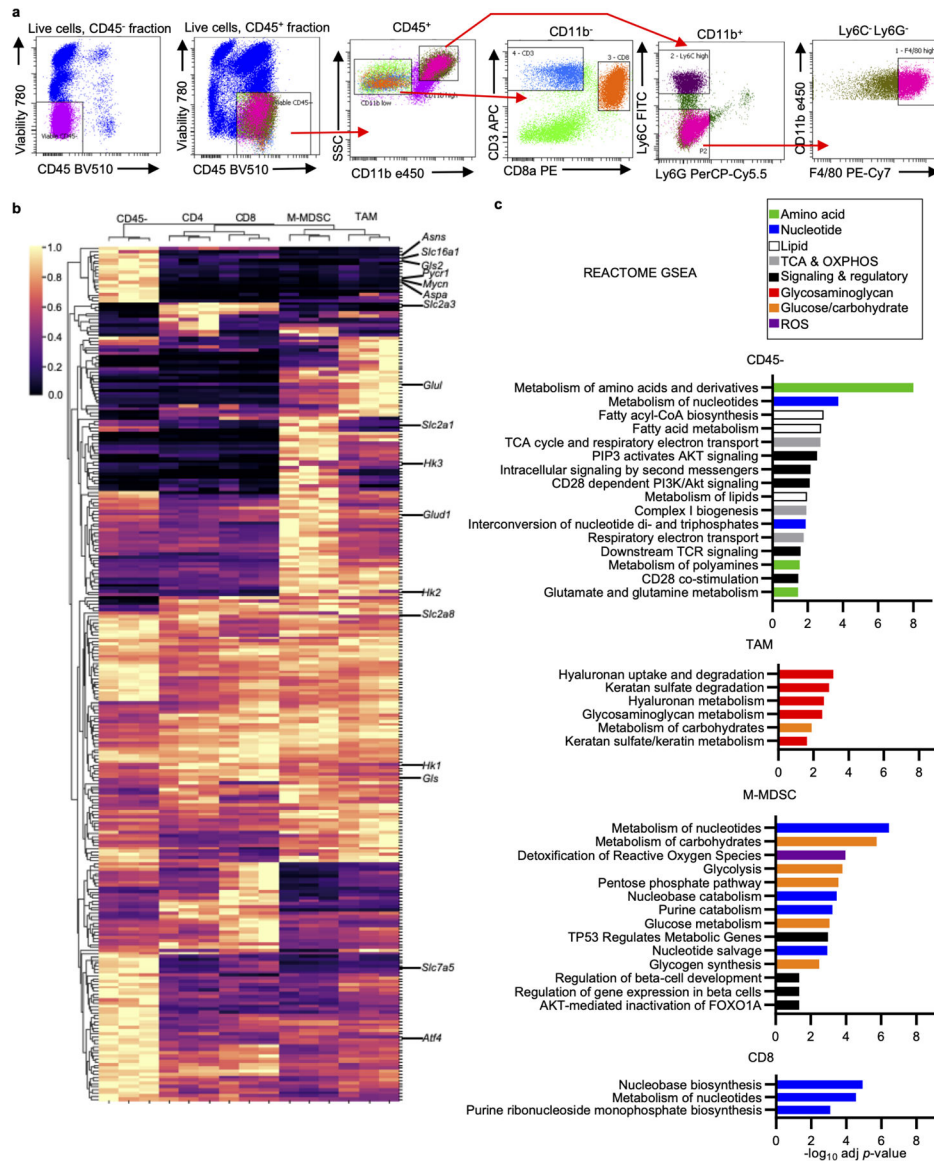 a
Live cells, CD45- fraction
Viability 780
Viable CD45-
CD45 BV510
Live cells, CD45+ fraction
Viability 780
Viable CD45+
CD45 BV510
CD45+
SSC
CD11b low
CD11b high
CD11b e450
CD11b-
CD3 APC
4 - CD3
3 - CD8
CD8a PE
CD11b+
Ly6C FITC
2 - Ly6C high
P2
Ly6G PerCP-Cy5.5
Ly6C- Ly6G-
CD11b e450
1 - F4/80 high
F4/80 PE-Cy7
b
CD45- CD4 CD8 M-MDSC TAM
1.0
0.8
0.6
0.4
0.2
0.0
Asns
Slc16a1
Gls2
Pycr1
Mycn
Aspa
Slc2a3
Glul
Slc2a1
Hk3
Glud1
Hk2
Slc2a8
Hk1
Gls
Slc7a5
Atf4
c
Amino acid
Nucleotide
Lipid
TCA & OXPHOS
Signaling & regulatory
Glycosaminoglycan
Glucose/carbohydrate
ROS
REACTOME GSEA
CD45-
Metabolism of amino acids and derivatives
Metabolism of nucleotides
Fatty acyl-CoA biosynthesis
Fatty acid metabolism
TCA cycle and respiratory electron transport
PIP3 activates AKT signaling
Intracellular signaling by second messengers
CD28 dependent PI3K/Akt signaling
Metabolism of lipids
Complex I biogenesis
Interconversion of nucleotide di- and triphosphates
Respiratory electron transport
Downstream TCR signaling
Metabolism of polyamines
CD28 co-stimulation
Glutamate and glutamine metabolism
0 2 4 6 8
TAM
Hyaluronan uptake and degradation
Keratan sulfate degradation
Hyaluronan metabolism
Glycosaminoglycan metabolism
Metabolism of carbohydrates
Keratan sulfate/keratin metabolism
0 2 4 6 8
M-MDSC
Metabolism of nucleotides
Metabolism of carbohydrates
Detoxification of Reactive Oxygen Species
Glycolysis
Pentose phosphate pathway
Nucleobase catabolism
Purine catabolism
Glucose metabolism
TP53 Regulates Metabolic Genes
Nucleotide salvage
Glycogen synthesis
Regulation of beta-cell development
Regulation of gene expression in beta cells
AKT-mediated inactivation of FOXO1A
0 2 4 6 8
CD8
Nucleobase biosynthesis
Metabolism of nucleotides
Purine ribonucleoside monophosphate biosynthesis
0 2 4 6 8
-log10 adj p-value